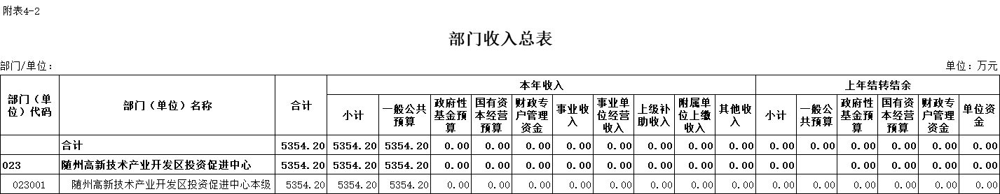 附表4-2
部门收入总表
部门/单位：
单位：万元
部门（单位）代码 部门（单位）名称 合计 本年收入 上年结转结余
小计 一般公共预算 政府性基金预算 国有资本经营预算 财政专户管理资金 事业收入 事业单位经营收入 上级补助收入 附属单位上缴收入 其他收入 小计 一般公共预算 政府性基金预算 国有资本经营预算 财政专户管理资金 单位资金
合计 5354.20 5354.20 5354.20 0.00 0.00 0.00 0.00 0.00 0.00 0.00 0.00 0.00 0.00 0.00 0.00 0.00 0.00
023 随州高新技术产业开发区投资促进中心 5354.20 5354.20 5354.20 0.00 0.00 0.00 0.00 0.00 0.00 0.00 0.00 0.00 0.00 0.00 0.00 0.00
023001 随州高新技术产业开发区投资促进中心本级 5354.20 5354.20 5354.20 0.00 0.00 0.00 0.00 0.00 0.00 0.00 0.00 0.00 0.00 0.00 0.00 0.00 0.00